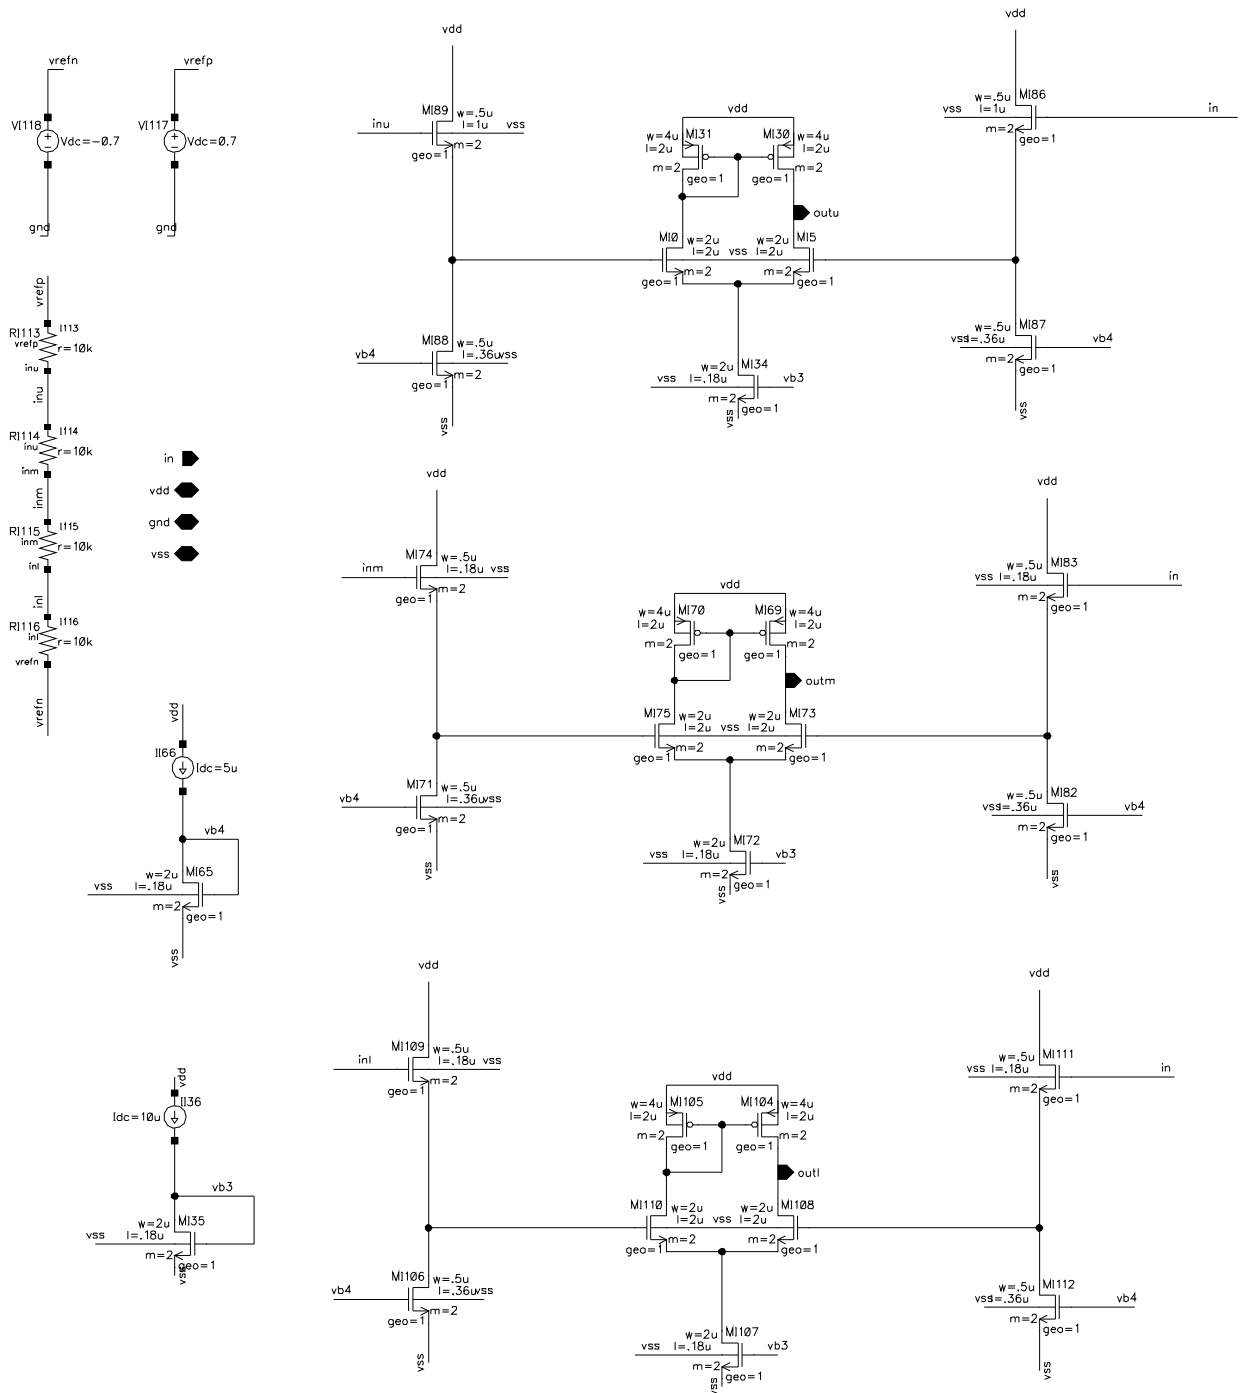 vrefn
VI118
Vdc=-0.7
gnd
vrefp
VI117
Vdc=0.7
gnd
vrefp
RI113
I113
vrefp
r=10k
inu
inu
RI114
I114
inu
r=10k
inm
inm
RI115
I115
inm
r=10k
inl
inl
RI116
I116
inl
r=10k
vrefn
vrefn
in
vdd
gnd
vss
vdd
II66
Idc=5u
vb4
MI65
w=2u
l=.18u
vss
m=2
geo=1
vss
vdd
II36
Idc=10u
vb3
MI35
w=2u
l=.18u
vss
m=2
geo=1
vss
vdd
MI89
w=.5u
l=1u
inu
vss
m=2
geo=1
MI88
w=.5u
l=.36u
vss
vb4
m=2
geo=1
vss
vdd
MI31
w=4u
l=2u
m=2
geo=1
MI30
w=4u
l=2u
m=2
geo=1
outu
MI0
w=2u
l=2u
m=2
geo=1
vss
MI5
w=2u
l=2u
m=2
geo=1
MI34
w=2u
l=.18u
vss
vb3
m=2
geo=1
vss
vdd
MI86
w=.5u
l=1u
vss
in
m=2
geo=1
MI87
w=.5u
l=.36u
vss
vb4
m=2
geo=1
vss
vdd
MI74
w=.5u
l=.18u
inm
vss
m=2
geo=1
MI71
w=.5u
l=.36u
vss
vb4
m=2
geo=1
vss
vdd
MI70
w=4u
l=2u
m=2
geo=1
MI69
w=4u
l=2u
m=2
geo=1
outm
MI75
w=2u
l=2u
m=2
geo=1
vss
MI73
w=2u
l=2u
m=2
geo=1
MI72
w=2u
l=.18u
vss
vb3
m=2
geo=1
vss
vdd
MI83
w=.5u
l=.18u
vss
in
m=2
geo=1
MI82
w=.5u
l=.36u
vss
vb4
m=2
geo=1
vss
vdd
MI109
w=.5u
l=.18u
inl
vss
m=2
geo=1
MI106
w=.5u
l=.36u
vss
vb4
m=2
geo=1
vss
vdd
MI105
w=4u
l=2u
m=2
geo=1
MI104
w=4u
l=2u
m=2
geo=1
outl
MI110
w=2u
l=2u
m=2
geo=1
vss
MI108
w=2u
l=2u
m=2
geo=1
MI107
w=2u
l=.18u
vss
vb3
m=2
geo=1
vss
vdd
MI111
w=.5u
l=.18u
vss
in
m=2
geo=1
MI112
w=.5u
l=.36u
vss
vb4
m=2
geo=1
vss